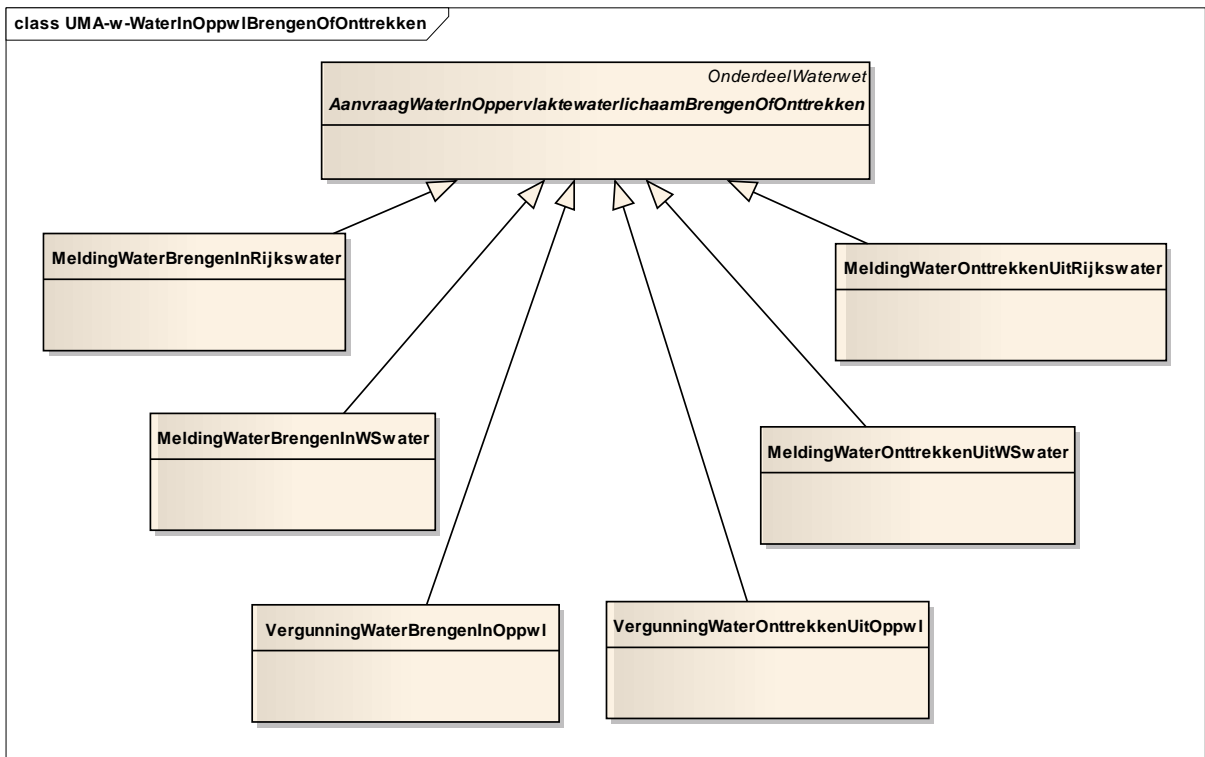 class UMA-w-WaterInOppwlBrengenOfOnttrekken
OnderdeelWaterwet
AanvraagWaterInOppervlaktewaterlichaamBrengenOfOnttrekken
MeldingWaterBrengenInRijkswater
MeldingWaterOnttrekkenUitRijkswater
MeldingWaterBrengenInWSwater
MeldingWaterOnttrekkenUitWSwater
VergunningWaterBrengenInOppwl
VergunningWaterOnttrekkenUitOppwl